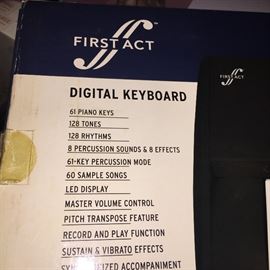 FIRST ACT
FIRST ACT
DIGITAL KEYBOARD
61 PIANO KEYS
128 TONES
128 RHYTHMS
8 PERCUSSION SOUNDS & 8 EFFECTS
61-KEY PERCUSSION MODE
60 SAMPLE SONGS
LED DISPLAY
MASTER VOLUME CONTROL
PITCH TRANSPOSE FEATURE
RECORD AND PLAY FUNCTION
SUSTAIN & VIBRATO EFFECTS
ACCOMPANIMENT